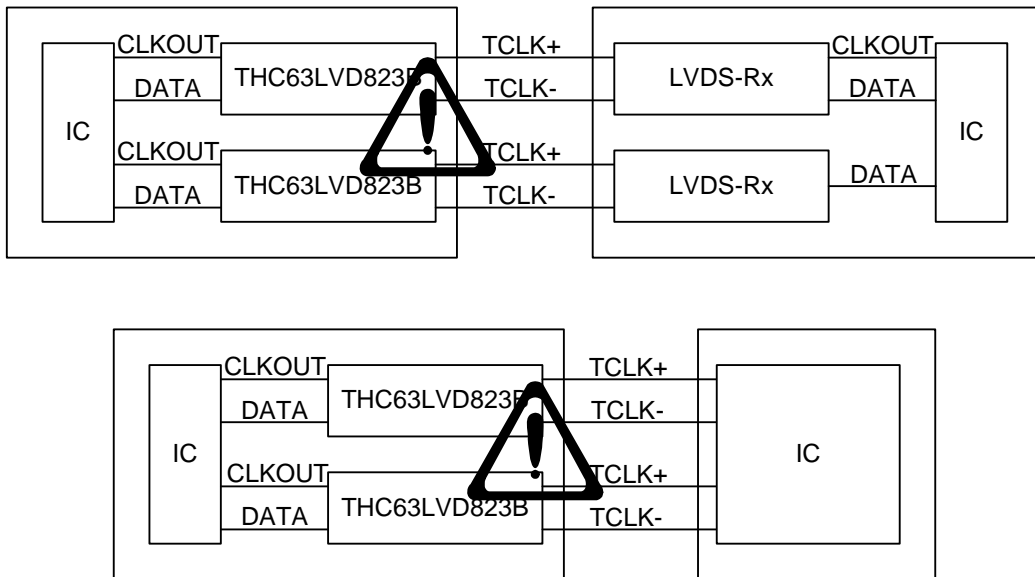 CLKOUT TCLK+ CLKOUT
THC63LVD823B LVDS-Rx
DATA TCLK- DATA
IC IC
CLKOUT TCLK+
THC63LVD823B LVDS-Rx DATA
DATA TCLK-
CLKOUT TCLK+
THC63LVD823B
DATA TCLK-
IC IC
CLKOUT TCLK+
THC63LVD823B
DATA TCLK-